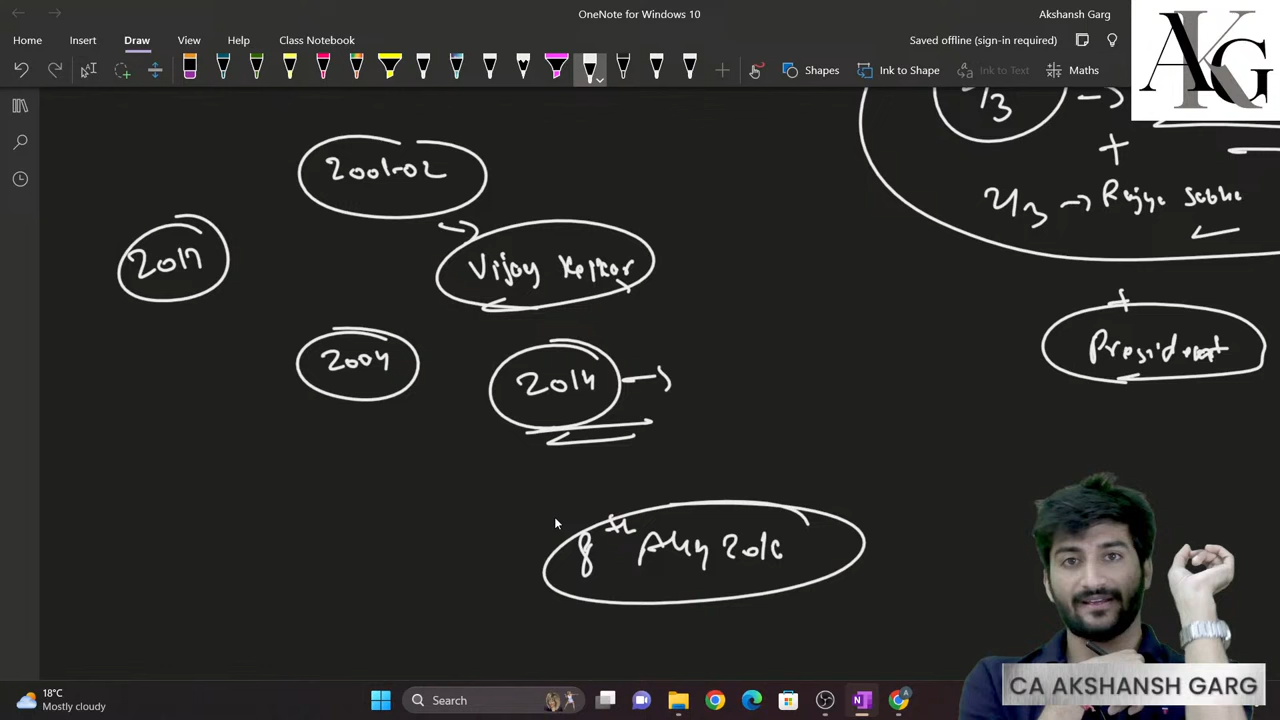 OneNote for Windows 10
Akshansh Garg
Home Insert Draw View Help Class Notebook
Saved offline (sign-in required)
Shapes Ink to Shape Ink to Text Maths
AKG
2001-02
2017
Vijay Kelkar
2004
2014
8th Aug 2016
2/3
+
2/3 → Rajya Sabha
+
President
CA AKSHANSH GARG
18°C
Mostly cloudy
Search